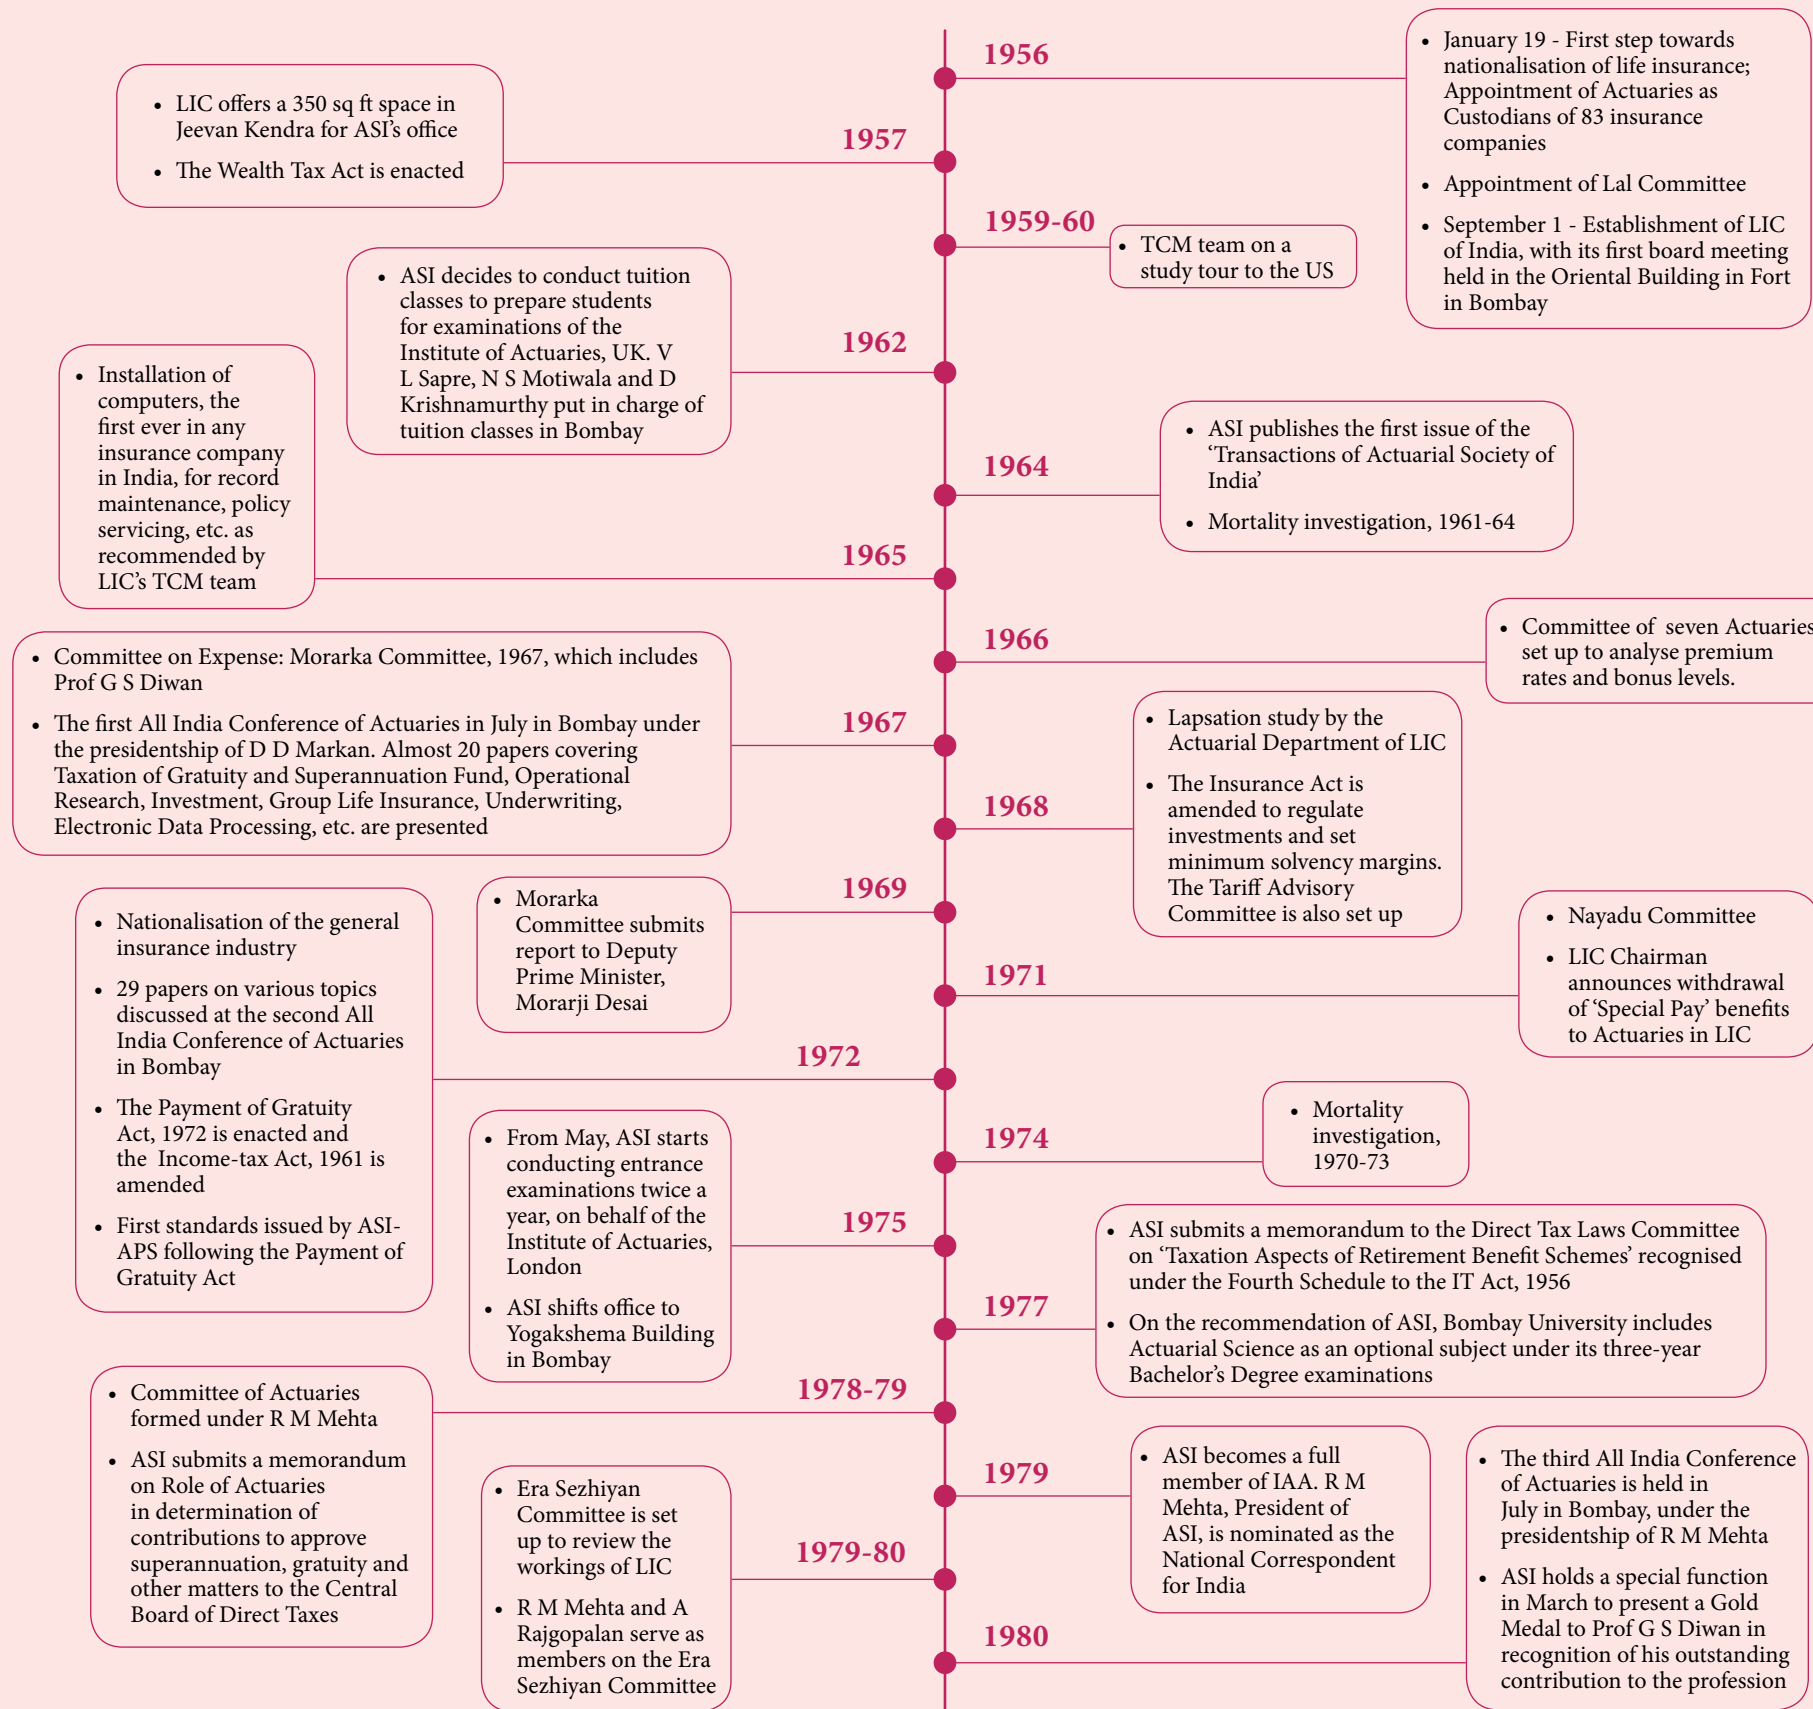 1956
• January 19 - First step towards
nationalisation of life insurance;
Appointment of Actuaries as
Custodians of 83 insurance
companies
• Appointment of Lal Committee
• September 1 - Establishment of LIC
of India, with its first board meeting
held in the Oriental Building in Fort
in Bombay
1957
• LIC offers a 350 sq ft space in
Jeevan Kendra for ASI’s office
• The Wealth Tax Act is enacted
1959-60
• TCM team on a
study tour to the US
1962
• ASI decides to conduct tuition
classes to prepare students
for examinations of the
Institute of Actuaries, UK. V
L Sapre, N S Motiwala and D
Krishnamurthy put in charge of
tuition classes in Bombay
1964
• ASI publishes the first issue of the
‘Transactions of Actuarial Society of
India’
• Mortality investigation, 1961-64
1965
• Installation of
computers, the
first ever in any
insurance company
in India, for record
maintenance, policy
servicing, etc. as
recommended by
LIC’s TCM team
1966
• Committee of seven Actuaries
set up to analyse premium
rates and bonus levels.
1967
• Committee on Expense: Morarka Committee, 1967, which includes
Prof G S Diwan
• The first All India Conference of Actuaries in July in Bombay under
the presidentship of D D Markan. Almost 20 papers covering
Taxation of Gratuity and Superannuation Fund, Operational
Research, Investment, Group Life Insurance, Underwriting,
Electronic Data Processing, etc. are presented
1968
• Lapsation study by the
Actuarial Department of LIC
• The Insurance Act is
amended to regulate
investments and set
minimum solvency margins.
The Tariff Advisory
Committee is also set up
1969
• Morarka
Committee submits
report to Deputy
Prime Minister,
Morarji Desai
1971
• Nayadu Committee
• LIC Chairman
announces withdrawal
of ‘Special Pay’ benefits
to Actuaries in LIC
1972
• Nationalisation of the general
insurance industry
• 29 papers on various topics
discussed at the second All
India Conference of Actuaries
in Bombay
• The Payment of Gratuity
Act, 1972 is enacted and
the Income-tax Act, 1961 is
amended
• First standards issued by ASI-
APS following the Payment of
Gratuity Act
1974
• Mortality
investigation,
1970-73
1975
• From May, ASI starts
conducting entrance
examinations twice a
year, on behalf of the
Institute of Actuaries,
London
• ASI shifts office to
Yogakshema Building
in Bombay
1977
• ASI submits a memorandum to the Direct Tax Laws Committee
on ‘Taxation Aspects of Retirement Benefit Schemes’ recognised
under the Fourth Schedule to the IT Act, 1956
• On the recommendation of ASI, Bombay University includes
Actuarial Science as an optional subject under its three-year
Bachelor’s Degree examinations
1978-79
• Committee of Actuaries
formed under R M Mehta
• ASI submits a memorandum
on Role of Actuaries
in determination of
contributions to approve
superannuation, gratuity and
other matters to the Central
Board of Direct Taxes
1979
• ASI becomes a full
member of IAA. R M
Mehta, President of
ASI, is nominated as the
National Correspondent
for India
1979-80
• Era Sezhiyan
Committee is set
up to review the
workings of LIC
• R M Mehta and A
Rajgopalan serve as
members on the Era
Sezhiyan Committee
1980
• The third All India Conference
of Actuaries is held in
July in Bombay, under the
presidentship of R M Mehta
• ASI holds a special function
in March to present a Gold
Medal to Prof G S Diwan in
recognition of his outstanding
contribution to the profession